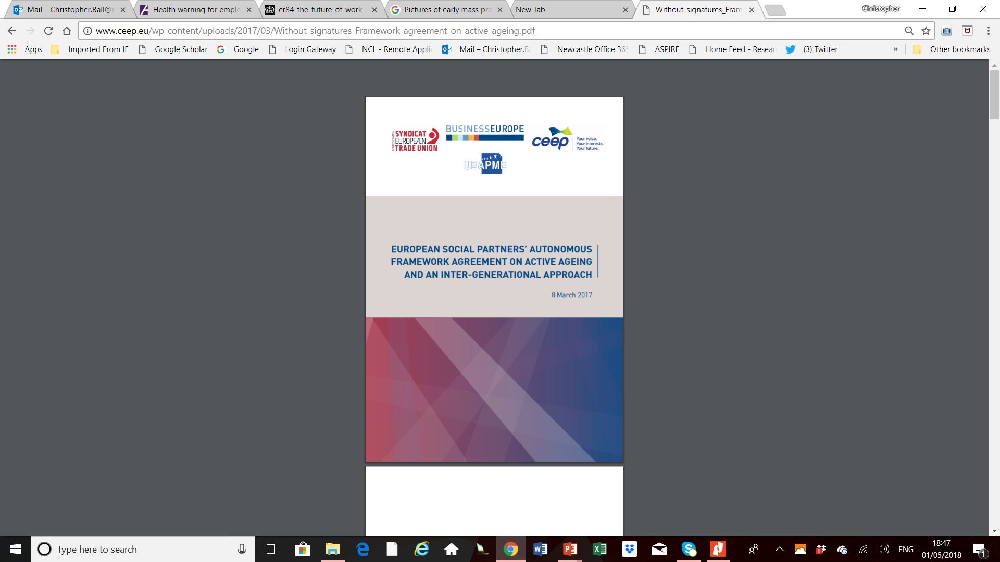 Mail – Christopher.Ball@n
Health warning for emplo
er84-the-future-of-work-
Pictures of early mass pro
New Tab
Without-signatures_Fram
Christopher
www.ceep.eu/wp-content/uploads/2017/03/Without-signatures_Framework-agreement-on-active-ageing.pdf
Apps
Imported From IE
Google Scholar
Google
Login Gateway
NCL - Remote Applic
Mail – Christopher.B
Newcastle Office 365
ASPIRE
Home Feed - Resear
(3) Twitter
»
Other bookmarks
CONFEDERATION
SYNDICAT
EUROPEAN
TRADE UNION
BUSINESSEUROPE
ceep
Your voice.
Your interests.
Your future.
UEAPME
EUROPEAN SOCIAL PARTNERS’ AUTONOMOUS
FRAMEWORK AGREEMENT ON ACTIVE AGEING
AND AN INTER-GENERATIONAL APPROACH
8 March 2017
Type here to search
ENG
18:47
01/05/2018
1